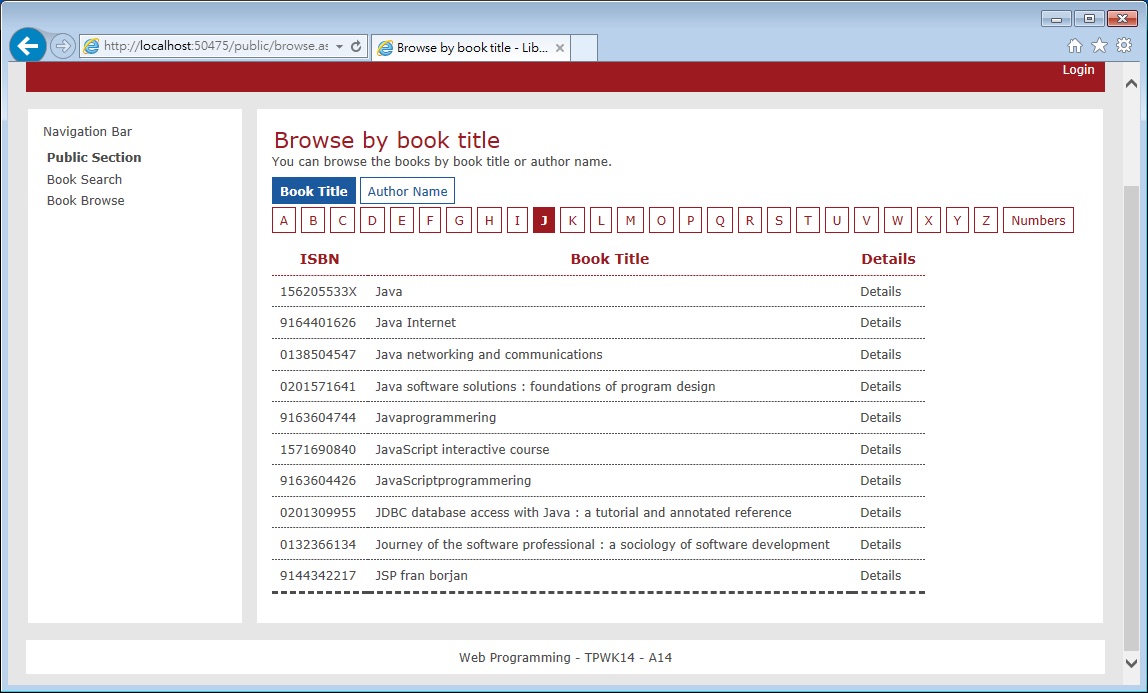 http://localhost:50475/public/browse.as
Browse by book title - Lib...
Login
Navigation Bar
Public Section
Book Search
Book Browse
Browse by book title
You can browse the books by book title or author name.
Book Title Author Name
A B C D E F G H I J K L M O P Q R S T U V W X Y Z Numbers
ISBN Book Title Details
156205533X Java Details
9164401626 Java Internet Details
0138504547 Java networking and communications Details
0201571641 Java software solutions : foundations of program design Details
9163604744 Javaprogrammering Details
1571690840 JavaScript interactive course Details
9163604426 JavaScriptprogrammering Details
0201309955 JDBC database access with Java : a tutorial and annotated reference Details
0132366134 Journey of the software professional : a sociology of software development Details
9144342217 JSP fran borjan Details
Web Programming - TPWK14 - A14